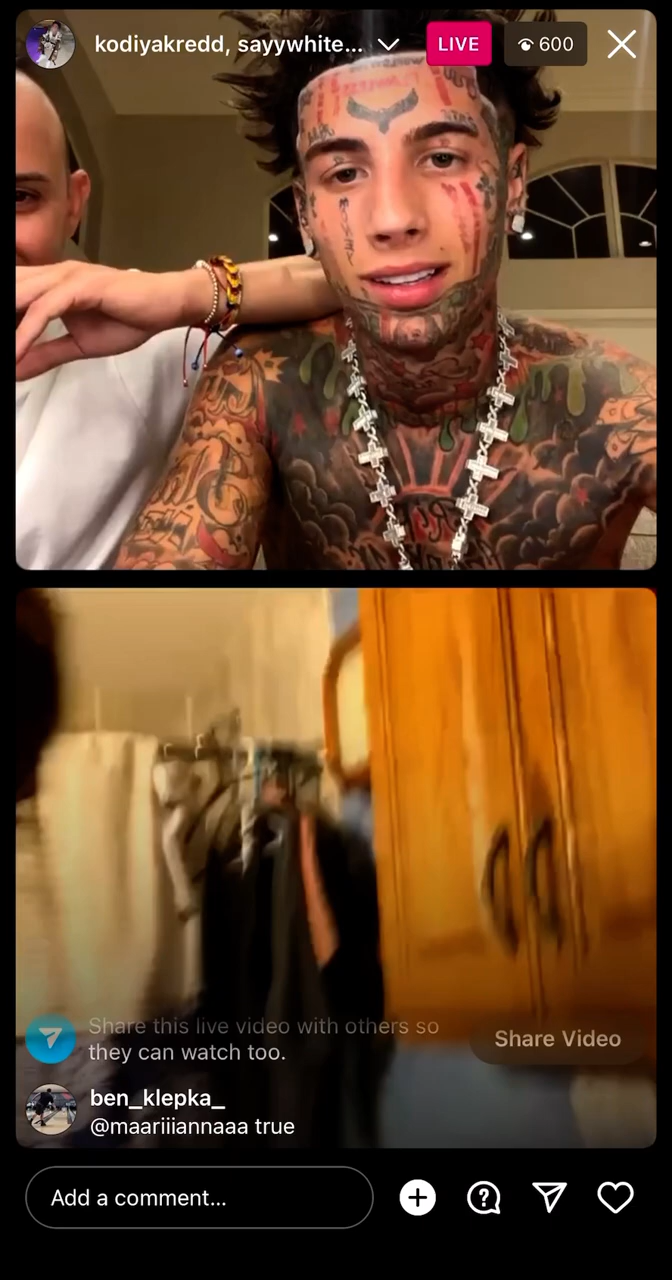 kodiyakredd, sayywhite...
LIVE
600
Share this live video with others so
they can watch too.
Share Video
ben_klepka_
@maariiiannaaa true
Add a comment...